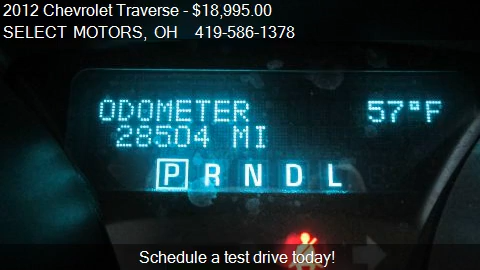 2012 Chevrolet Traverse - $18,995.00
SELECT MOTORS, OH 419-586-1378
ODOMETER 57°F
28504 MI
P R N D L
Schedule a test drive today!